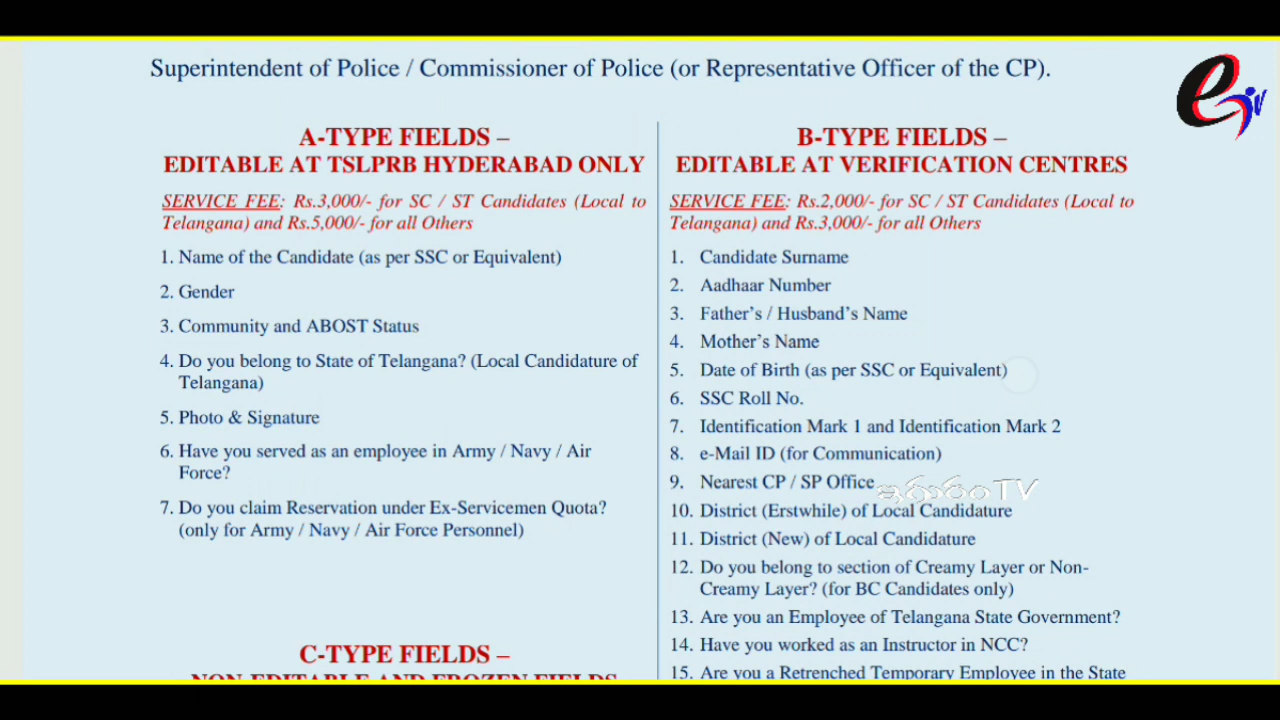 Superintendent of Police / Commissioner of Police (or Representative Officer of the CP).
A-TYPE FIELDS –
EDITABLE AT TSLPRB HYDERABAD ONLY
SERVICE FEE: Rs.3,000/- for SC / ST Candidates (Local to
Telangana) and Rs.5,000/- for all Others
1. Name of the Candidate (as per SSC or Equivalent)
2. Gender
3. Community and ABOST Status
4. Do you belong to State of Telangana? (Local Candidature of
Telangana)
5. Photo & Signature
6. Have you served as an employee in Army / Navy / Air
Force?
7. Do you claim Reservation under Ex-Servicemen Quota?
(only for Army / Navy / Air Force Personnel)
C-TYPE FIELDS –
NON-EDITABLE AND FROZEN FIELDS
B-TYPE FIELDS –
EDITABLE AT VERIFICATION CENTRES
SERVICE FEE: Rs.2,000/- for SC / ST Candidates (Local to
Telangana) and Rs.3,000/- for all Others
1. Candidate Surname
2. Aadhaar Number
3. Father's / Husband's Name
4. Mother's Name
5. Date of Birth (as per SSC or Equivalent)
6. SSC Roll No.
7. Identification Mark 1 and Identification Mark 2
8. e-Mail ID (for Communication)
9. Nearest CP / SP Office
10. District (Erstwhile) of Local Candidature
11. District (New) of Local Candidature
12. Do you belong to section of Creamy Layer or Non-
Creamy Layer? (for BC Candidates only)
13. Are you an Employee of Telangana State Government?
14. Have you worked as an Instructor in NCC?
15. Are you a Retrenched Temporary Employee in the State
TV